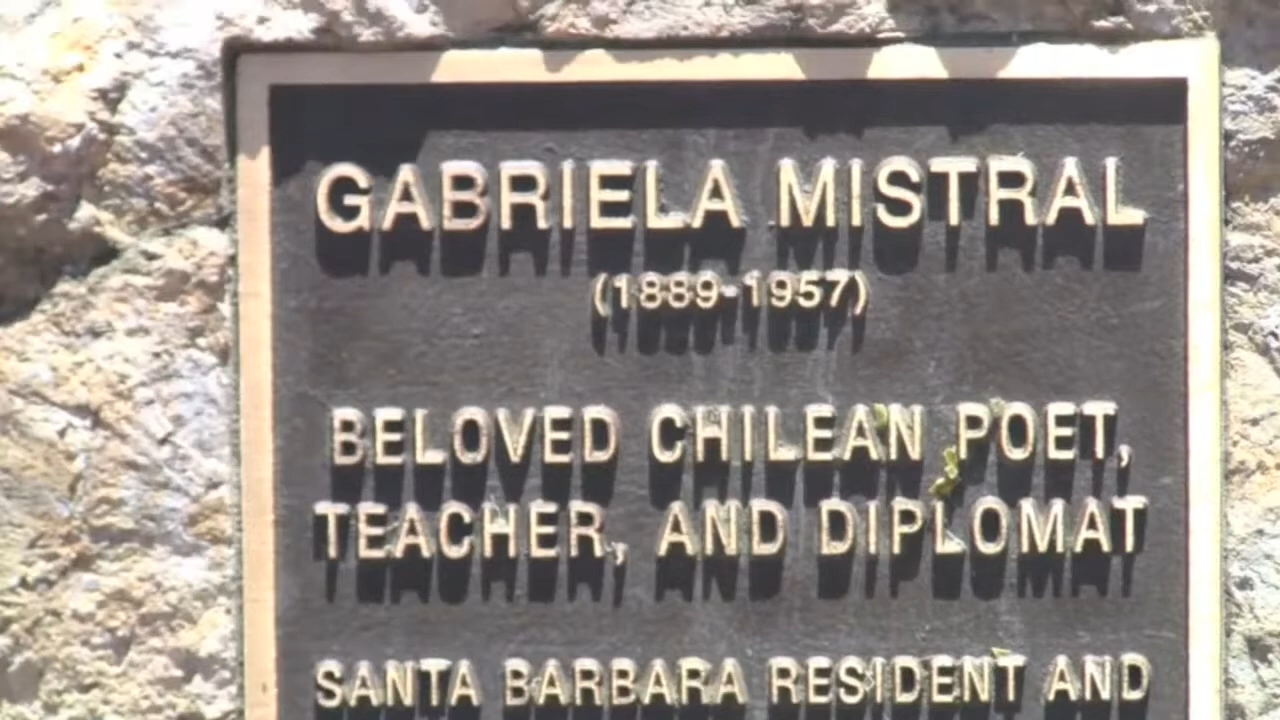 GABRIELA MISTRAL
(1889-1957)
BELOVED CHILEAN POET,
TEACHER, AND DIPLOMAT
SANTA BARBARA RESIDENT AND